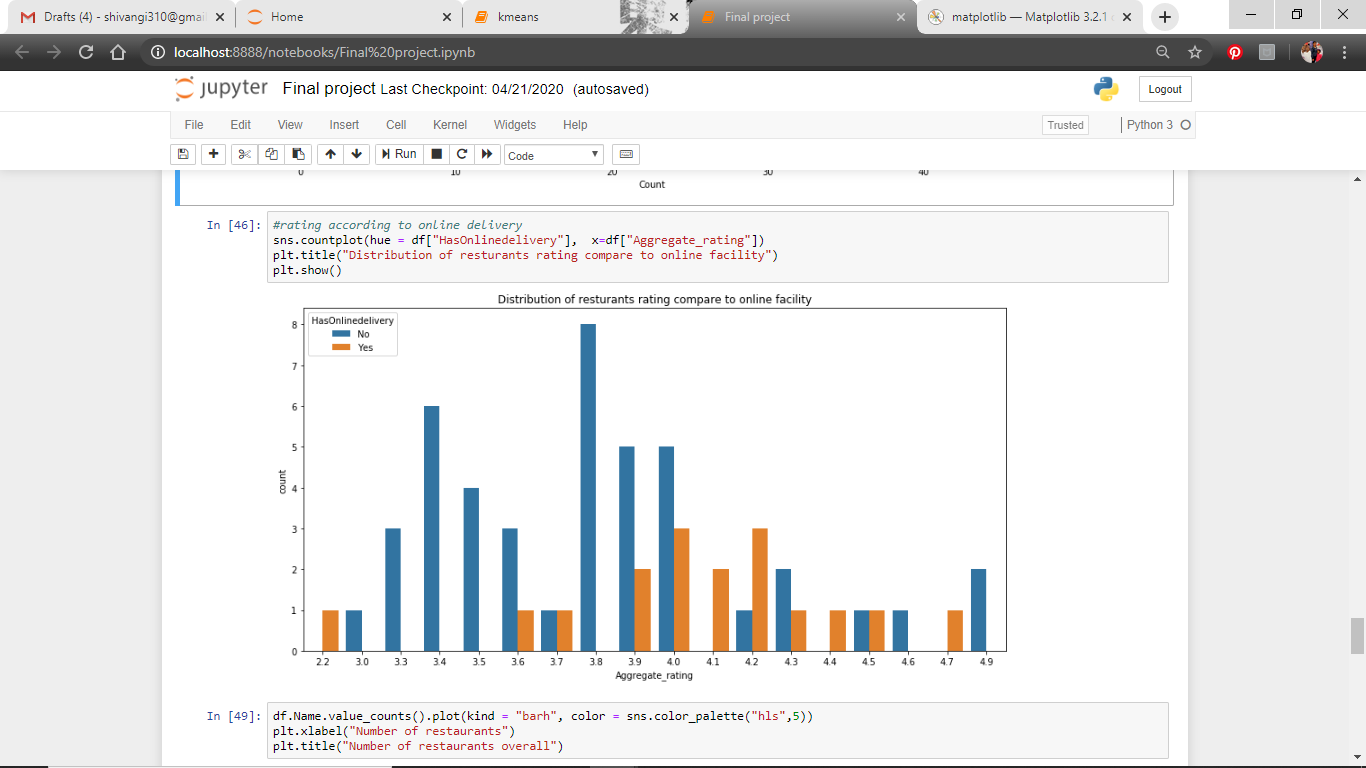 Drafts (4) - shivangi310@gmai
Home
kmeans
Final project
matplotlib — Matplotlib 3.2.1
localhost:8888/notebooks/Final%20project.ipynb
jupyter Final project Last Checkpoint: 04/21/2020 (autosaved)
Logout
File Edit View Insert Cell Kernel Widgets Help
Trusted Python 3
Run Code
0 10 20 30 40
Count
In [46]: #rating according to online delivery
sns.countplot(hue = df["HasOnlinedelivery"], x=df["Aggregate_rating"])
plt.title("Distribution of resturants rating compare to online facility")
plt.show()
Distribution of resturants rating compare to online facility
HasOnlinedelivery
No
Yes
8
7
6
5
4
3
2
1
0
count
2.2 3.0 3.3 3.4 3.5 3.6 3.7 3.8 3.9 4.0 4.1 4.2 4.3 4.4 4.5 4.6 4.7 4.9
Aggregate_rating
In [49]: df.Name.value_counts().plot(kind = "barh", color = sns.color_palette("hls",5))
plt.xlabel("Number of restaurants")
plt.title("Number of restaurants overall")